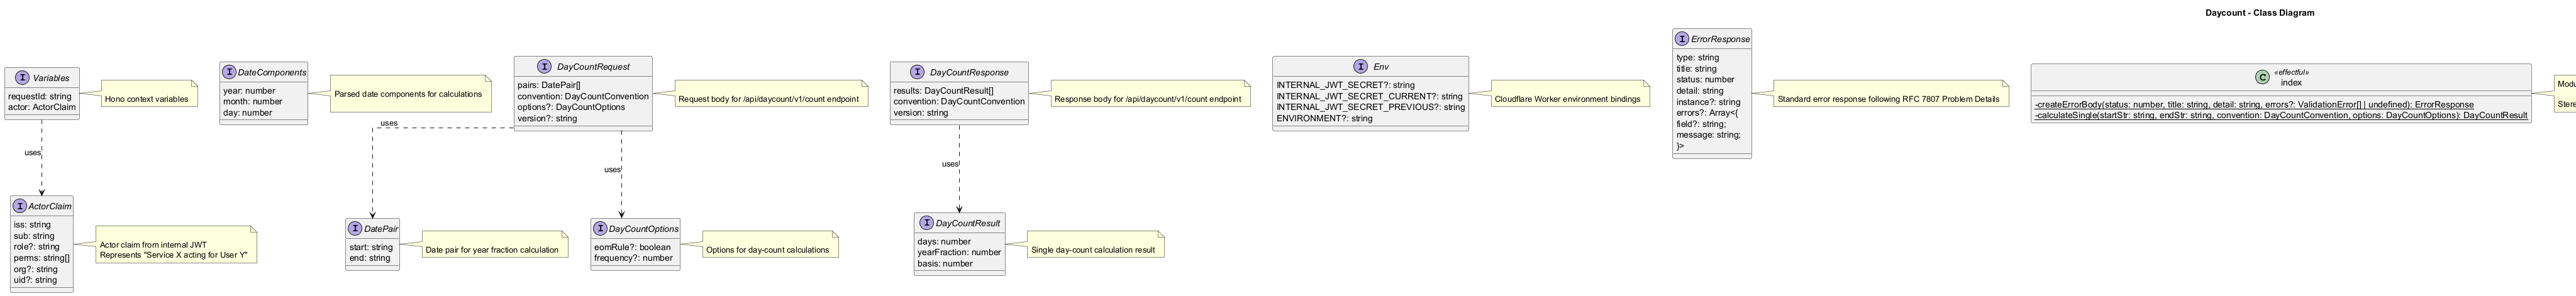 Daycount - Class Diagram
I Variables
requestId: string
actor: ActorClaim
Hono context variables
I DateComponents
year: number
month: number
day: number
Parsed date components for calculations
I DayCountRequest
pairs: DatePair[]
convention: DayCountConvention
options?: DayCountOptions
version?: string
Request body for /api/daycount/v1/count endpoint
I DayCountResponse
results: DayCountResult[]
convention: DayCountConvention
version: string
Response body for /api/daycount/v1/count endpoint
I Env
INTERNAL_JWT_SECRET?: string
INTERNAL_JWT_SECRET_CURRENT?: string
INTERNAL_JWT_SECRET_PREVIOUS?: string
ENVIRONMENT?: string
Cloudflare Worker environment bindings
I ErrorResponse
type: string
title: string
status: number
detail: string
instance?: string
errors?: Array<{
field?: string;
message: string;
}>
Standard error response following RFC 7807 Problem Details
C «effectful»
index
-createErrorBody(status: number, title: string, detail: string, errors?: ValidationError[] | undefined): ErrorResponse
-calculateSingle(startStr: string, endStr: string, convention: DayCountConvention, options: DayCountOptions): DayCountResult
Modu
Stere
uses
uses
uses
uses
I ActorClaim
iss: string
sub: string
role?: string
perms: string[]
org?: string
uid?: string
Actor claim from internal JWT
Represents "Service X acting for User Y"
I DatePair
start: string
end: string
Date pair for year fraction calculation
I DayCountOptions
eomRule?: boolean
frequency?: number
Options for day-count calculations
I DayCountResult
days: number
yearFraction: number
basis: number
Single day-count calculation result